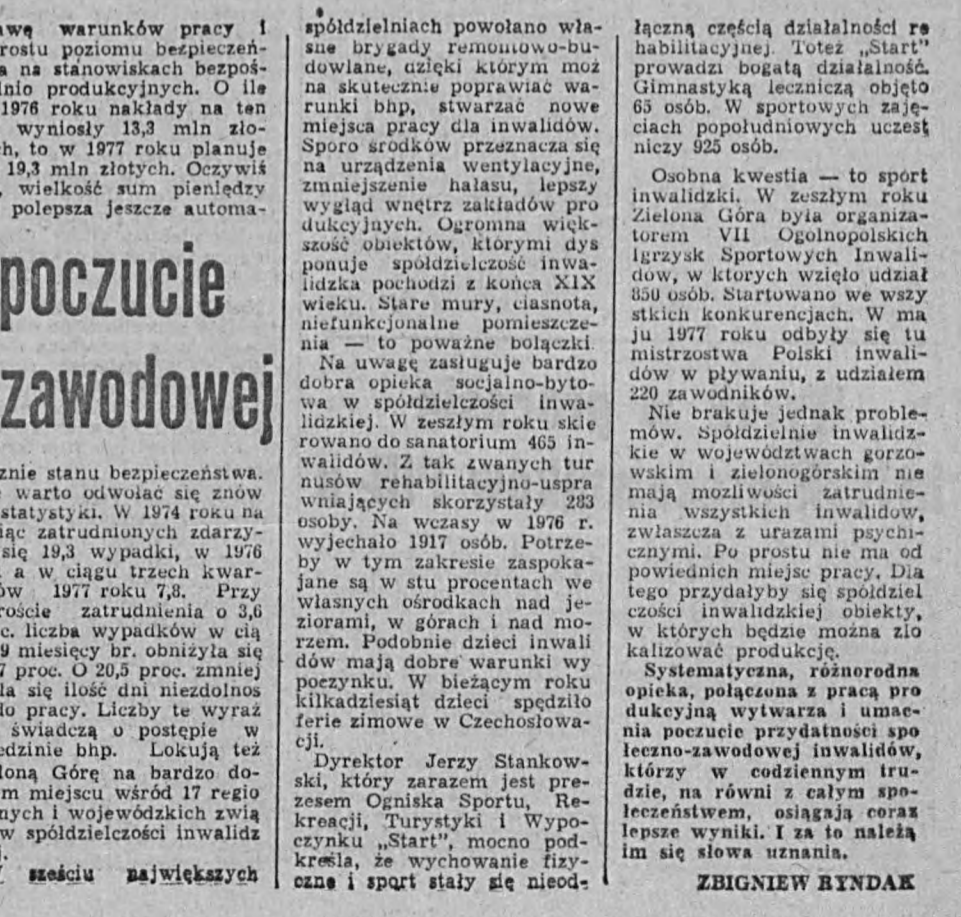 wę warunków pracy i
rostu poziomu bezpieczeń-
a na stanowiskach bezpoś-
nio produkcyjnych. O ile
1976 roku nakłady na ten
wyniosły 13,3 mln zło-
h, to w 1977 roku planuje
19,3 mln złotych. Oczywiś
, wielkość sum pieniędzy
polepsza jeszcze automa-
poczucie
zawodowej
znie stanu bezpieczeństwa.
warto odwołać się znów
statystyki. W 1974 roku na
iąc zatrudnionych zdarzy-
się 19,3 wypadki, w 1976
a w ciągu trzech kwar-
ów 1977 roku 7,8. Przy
roście zatrudnienia o 3,6
c. liczba wypadków w cią
9 miesięcy br. obniżyła się
7 proc. O 20,5 proc. zmniej
la się ilość dni niezdolnos
do pracy. Liczby te wyraź
świadczą o postępie w
edzinie bhp. Lokują też
loną Górę na bardzo do-
m miejscu wśród 17 regio
nych i wojewódzkich zwią
w spółdzielczości inwalidz
.
sześciu największych
spółdzielniach powołano wła-
sne brygady remontowo-bu-
dowlane, dzięki którym moż
na skutecznie poprawiać wa-
runki bhp, stwarzać nowe
miejsca pracy dla inwalidów.
Sporo środków przeznacza się
na urządzenia wentylacyjne,
zmniejszenie hałasu, lepszy
wygląd wnętrz zakładów pro
dukcyjnych. Ogromna więk-
szość obiektów, którymi dys
ponuje spółdzielczość inwa-
lidzka pochodzi z końca XIX
wieku. Stare mury, ciasnota,
niefunkcjonalne pomieszcze-
nia — to poważne bolączki.
Na uwagę zasługuje bardzo
dobra opieka socjalno-byto-
wa w spółdzielczości inwa-
lidzkiej. W zeszłym roku skie
rowano do sanatorium 465 in-
walidów. Z tak zwanych tur
nusów rehabilitacyjno-uspra
wniających skorzystały 283
osoby. Na wczasy w 1976 r.
wyjechało 1917 osób. Potrze-
by w tym zakresie zaspoka-
jane są w stu procentach we
własnych ośrodkach nad je-
ziorami, w górach i nad mo-
rzem. Podobnie dzieci inwali
dów mają dobre warunki wy
poczynku. W bieżącym roku
kilkadziesiąt dzieci spędziło
ferie zimowe w Czechosłowa-
cji.
Dyrektor Jerzy Stankow-
ski, który zarazem jest pre-
zesem Ogniska Sportu, Re-
kreacji, Turystyki i Wypo-
czynku „Start”, mocno pod-
kreśla, że wychowanie fizy-
czne i sport stały się nieod-
łączną częścią działalności re
habilitacyjnej. Toteż „Start”
prowadzi bogatą działalność.
Gimnastyką leczniczą objęto
65 osób. W sportowych zaję-
ciach popołudniowych uczest
niczy 925 osób.
Osobna kwestia — to sport
inwalidzki. W zeszłym roku
Zielona Góra była organiza-
torem VII Ogolnopolskich
Igrzysk Sportowych Inwali-
dow, w ktorych wzięło udział
850 osób. Startowano we wszy
stkich konkurencjach. W ma
ju 1977 roku odbyły się tu
mistrzostwa Polski inwali-
dów w pływaniu, z udziałem
220 zawodników.
Nie brakuje jednak proble-
mów. Spółdzielnie inwalidz-
kie w województwach gorzo-
wskim i zielonogórskim nie
mają mozliwości zatrudnie-
nia wszystkich inwalidow,
zwłaszcza z urazami psychi-
cznymi. Po prostu nie ma od
powiednich miejsc pracy. Dla
tego przydałyby się spółdziel
czości inwalidzkiej obiekty,
w których będzie można zlo
kalizować produkcję.
Systematyczna, różnorodna
opieka, połączona z pracą pro
dukcyjną wytwarza i umac-
nia poczucie przydatności spo
łeczno-zawodowej inwalidów,
którzy w codziennym tru-
dzie, na równi z całym spo-
łeczeństwem, osiągają coraz
lepsze wyniki. I za to należą
im się słowa uznania.
ZBIGNIEW RYNDAK